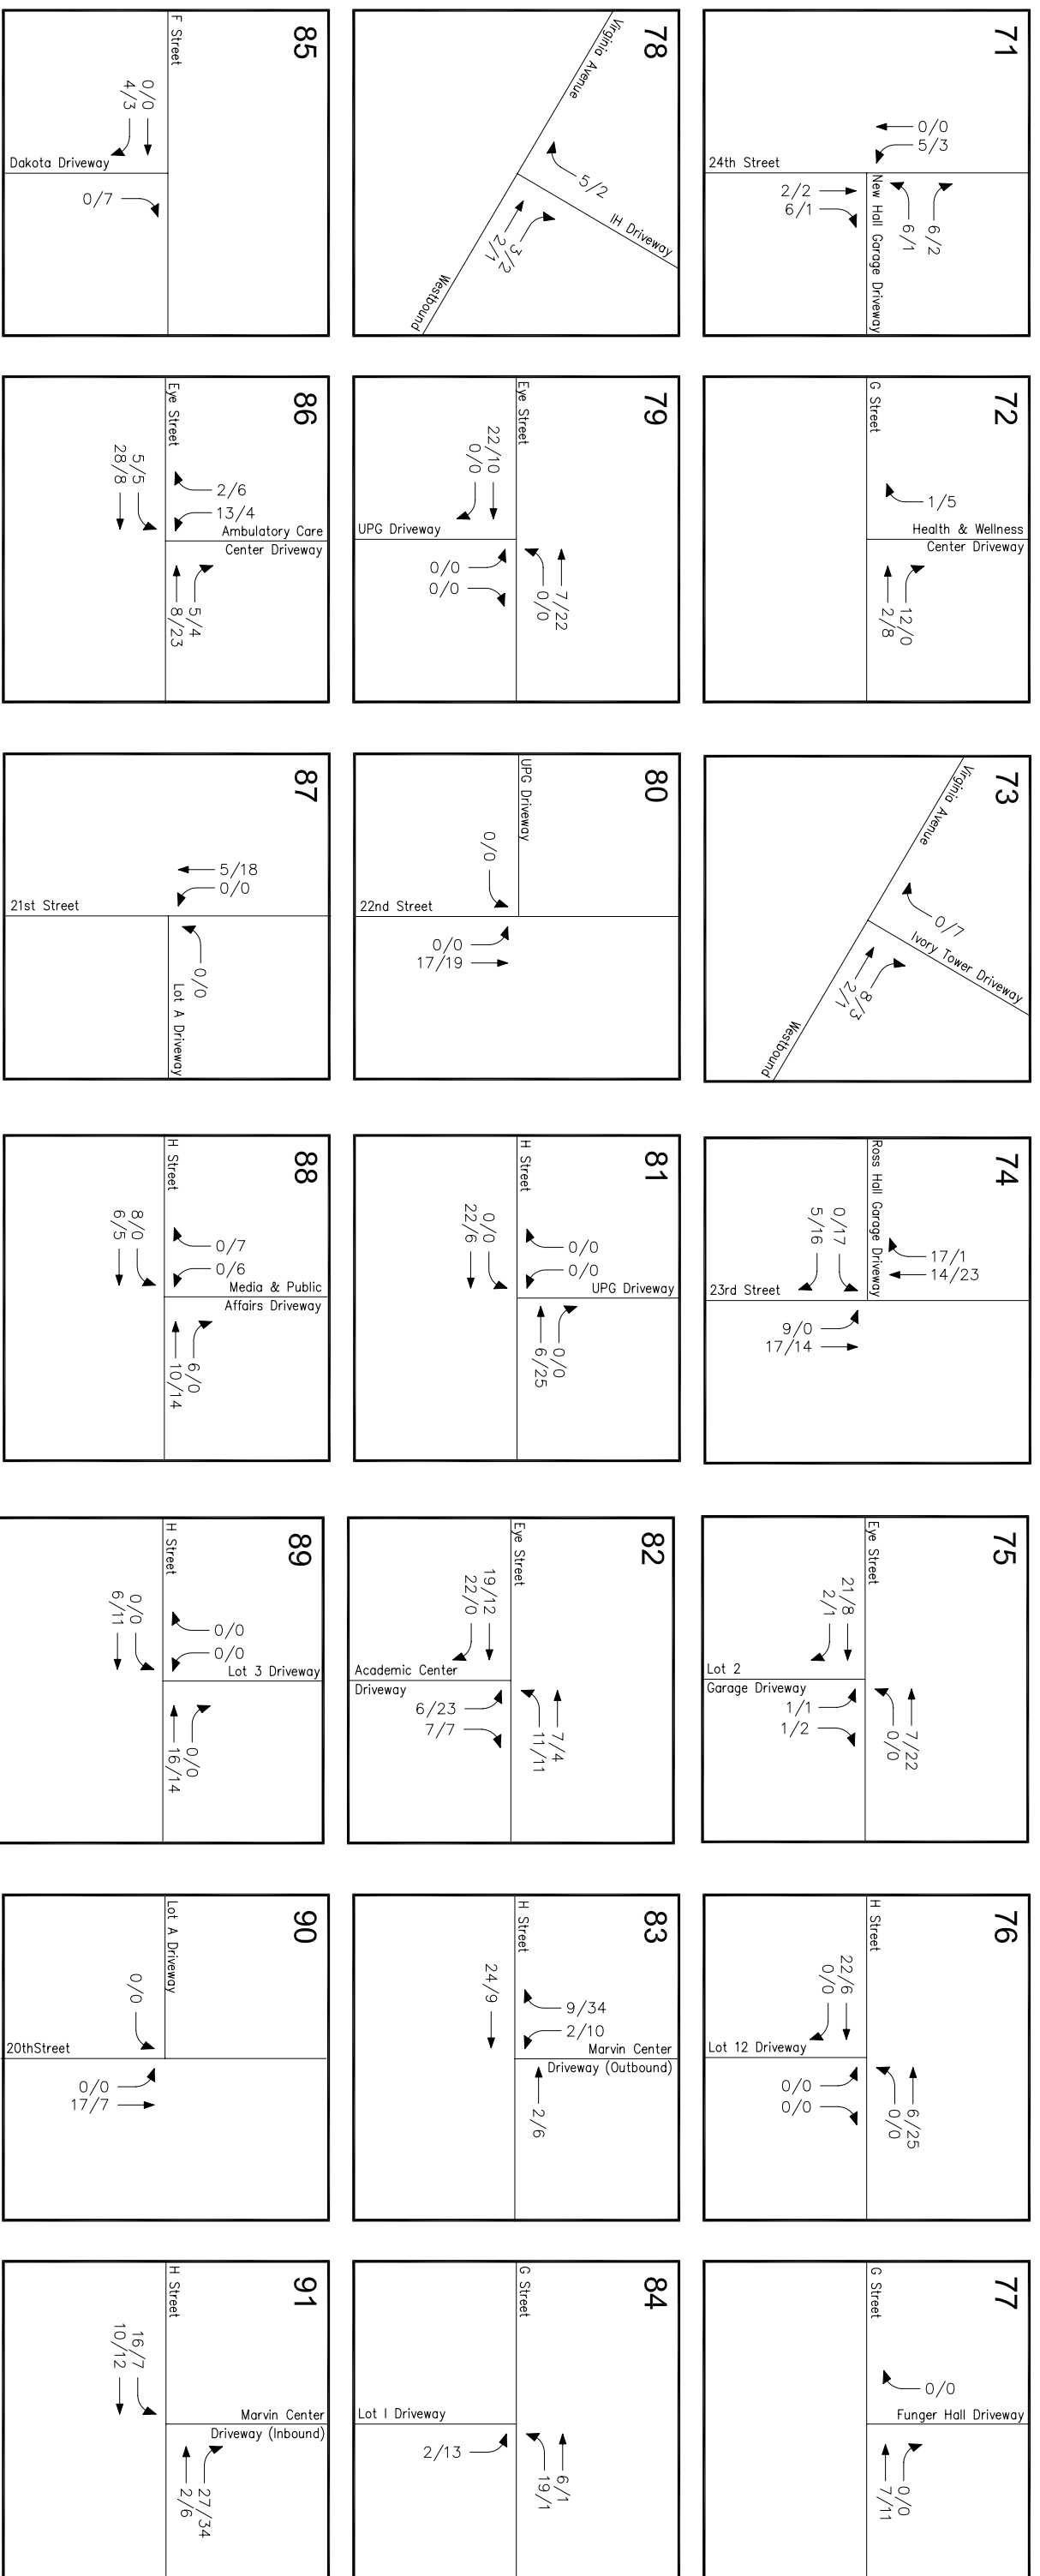 71
24th Street
New Hall Garage Driveway
0/0
5/3
2/2
6/1
6/2
6/1
72
G Street
Health & Wellness
Center Driveway
1/5
12/0
2/8
73
Virginia Avenue
Ivory Tower Driveway
Westbound
0/7
8/3
2/1
74
Ross Hall Garage Driveway
23rd Street
0/17
5/16
17/1
14/23
9/0
17/14
75
Eye Street
Lot 2
Garage Driveway
21/8
2/1
1/1
1/2
7/22
0/0
76
H Street
Lot 12 Driveway
22/6
0/0
0/0
0/0
6/25
0/0
77
G Street
Funger Hall Driveway
0/0
0/0
7/11
78
Virginia Avenue
IH Driveway
Westbound
5/2
3/2
2/1
79
Eye Street
UPG Driveway
22/10
0/0
0/0
0/0
7/22
0/0
80
UPG Driveway
22nd Street
0/0
0/0
17/19
81
H Street
UPG Driveway
0/0
22/6
0/0
0/0
0/0
6/25
82
Eye Street
Academic Center
Driveway
19/12
22/0
6/23
7/7
7/4
11/11
83
H Street
Marvin Center
Driveway (Outbound)
24/9
9/34
2/10
2/6
84
G Street
Lot I Driveway
2/13
6/1
19/1
85
F Street
Dakota Driveway
0/0
4/3
0/7
86
Eye Street
Ambulatory Care
Center Driveway
5/5
28/8
2/6
13/4
5/4
8/23
87
21st Street
Lot A Driveway
5/18
0/0
0/0
88
H Street
Media & Public
Affairs Driveway
8/0
6/5
0/7
0/6
6/0
10/14
89
H Street
Lot 3 Driveway
0/0
6/11
0/0
0/0
0/0
16/14
90
Lot A Driveway
20thStreet
0/0
0/0
17/7
91
H Street
Marvin Center
Driveway (Inbound)
16/7
10/12
27/34
2/6